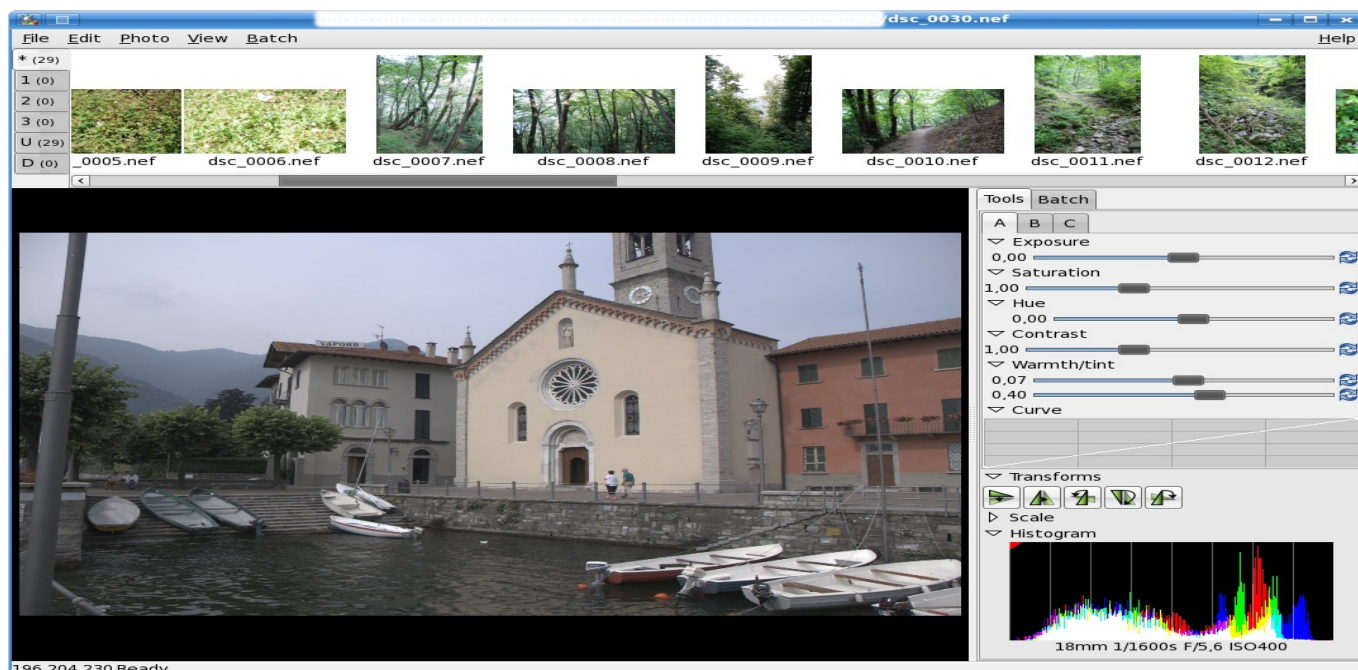 /dsc_0030.nef
File Edit Photo View Batch Help
* (29)
1 (0)
2 (0)
3 (0)
U (29)
D (0)
_0005.nef dsc_0006.nef dsc_0007.nef dsc_0008.nef dsc_0009.nef dsc_0010.nef dsc_0011.nef dsc_0012.nef
Tools Batch
A B C
Exposure
0,00
Saturation
1,00
Hue
0,00
Contrast
1,00
Warmth/tint
0,07
0,40
Curve
Transforms
Scale
Histogram
18mm 1/1600s F/5,6 ISO400
VAPORE
196 204 230 Ready